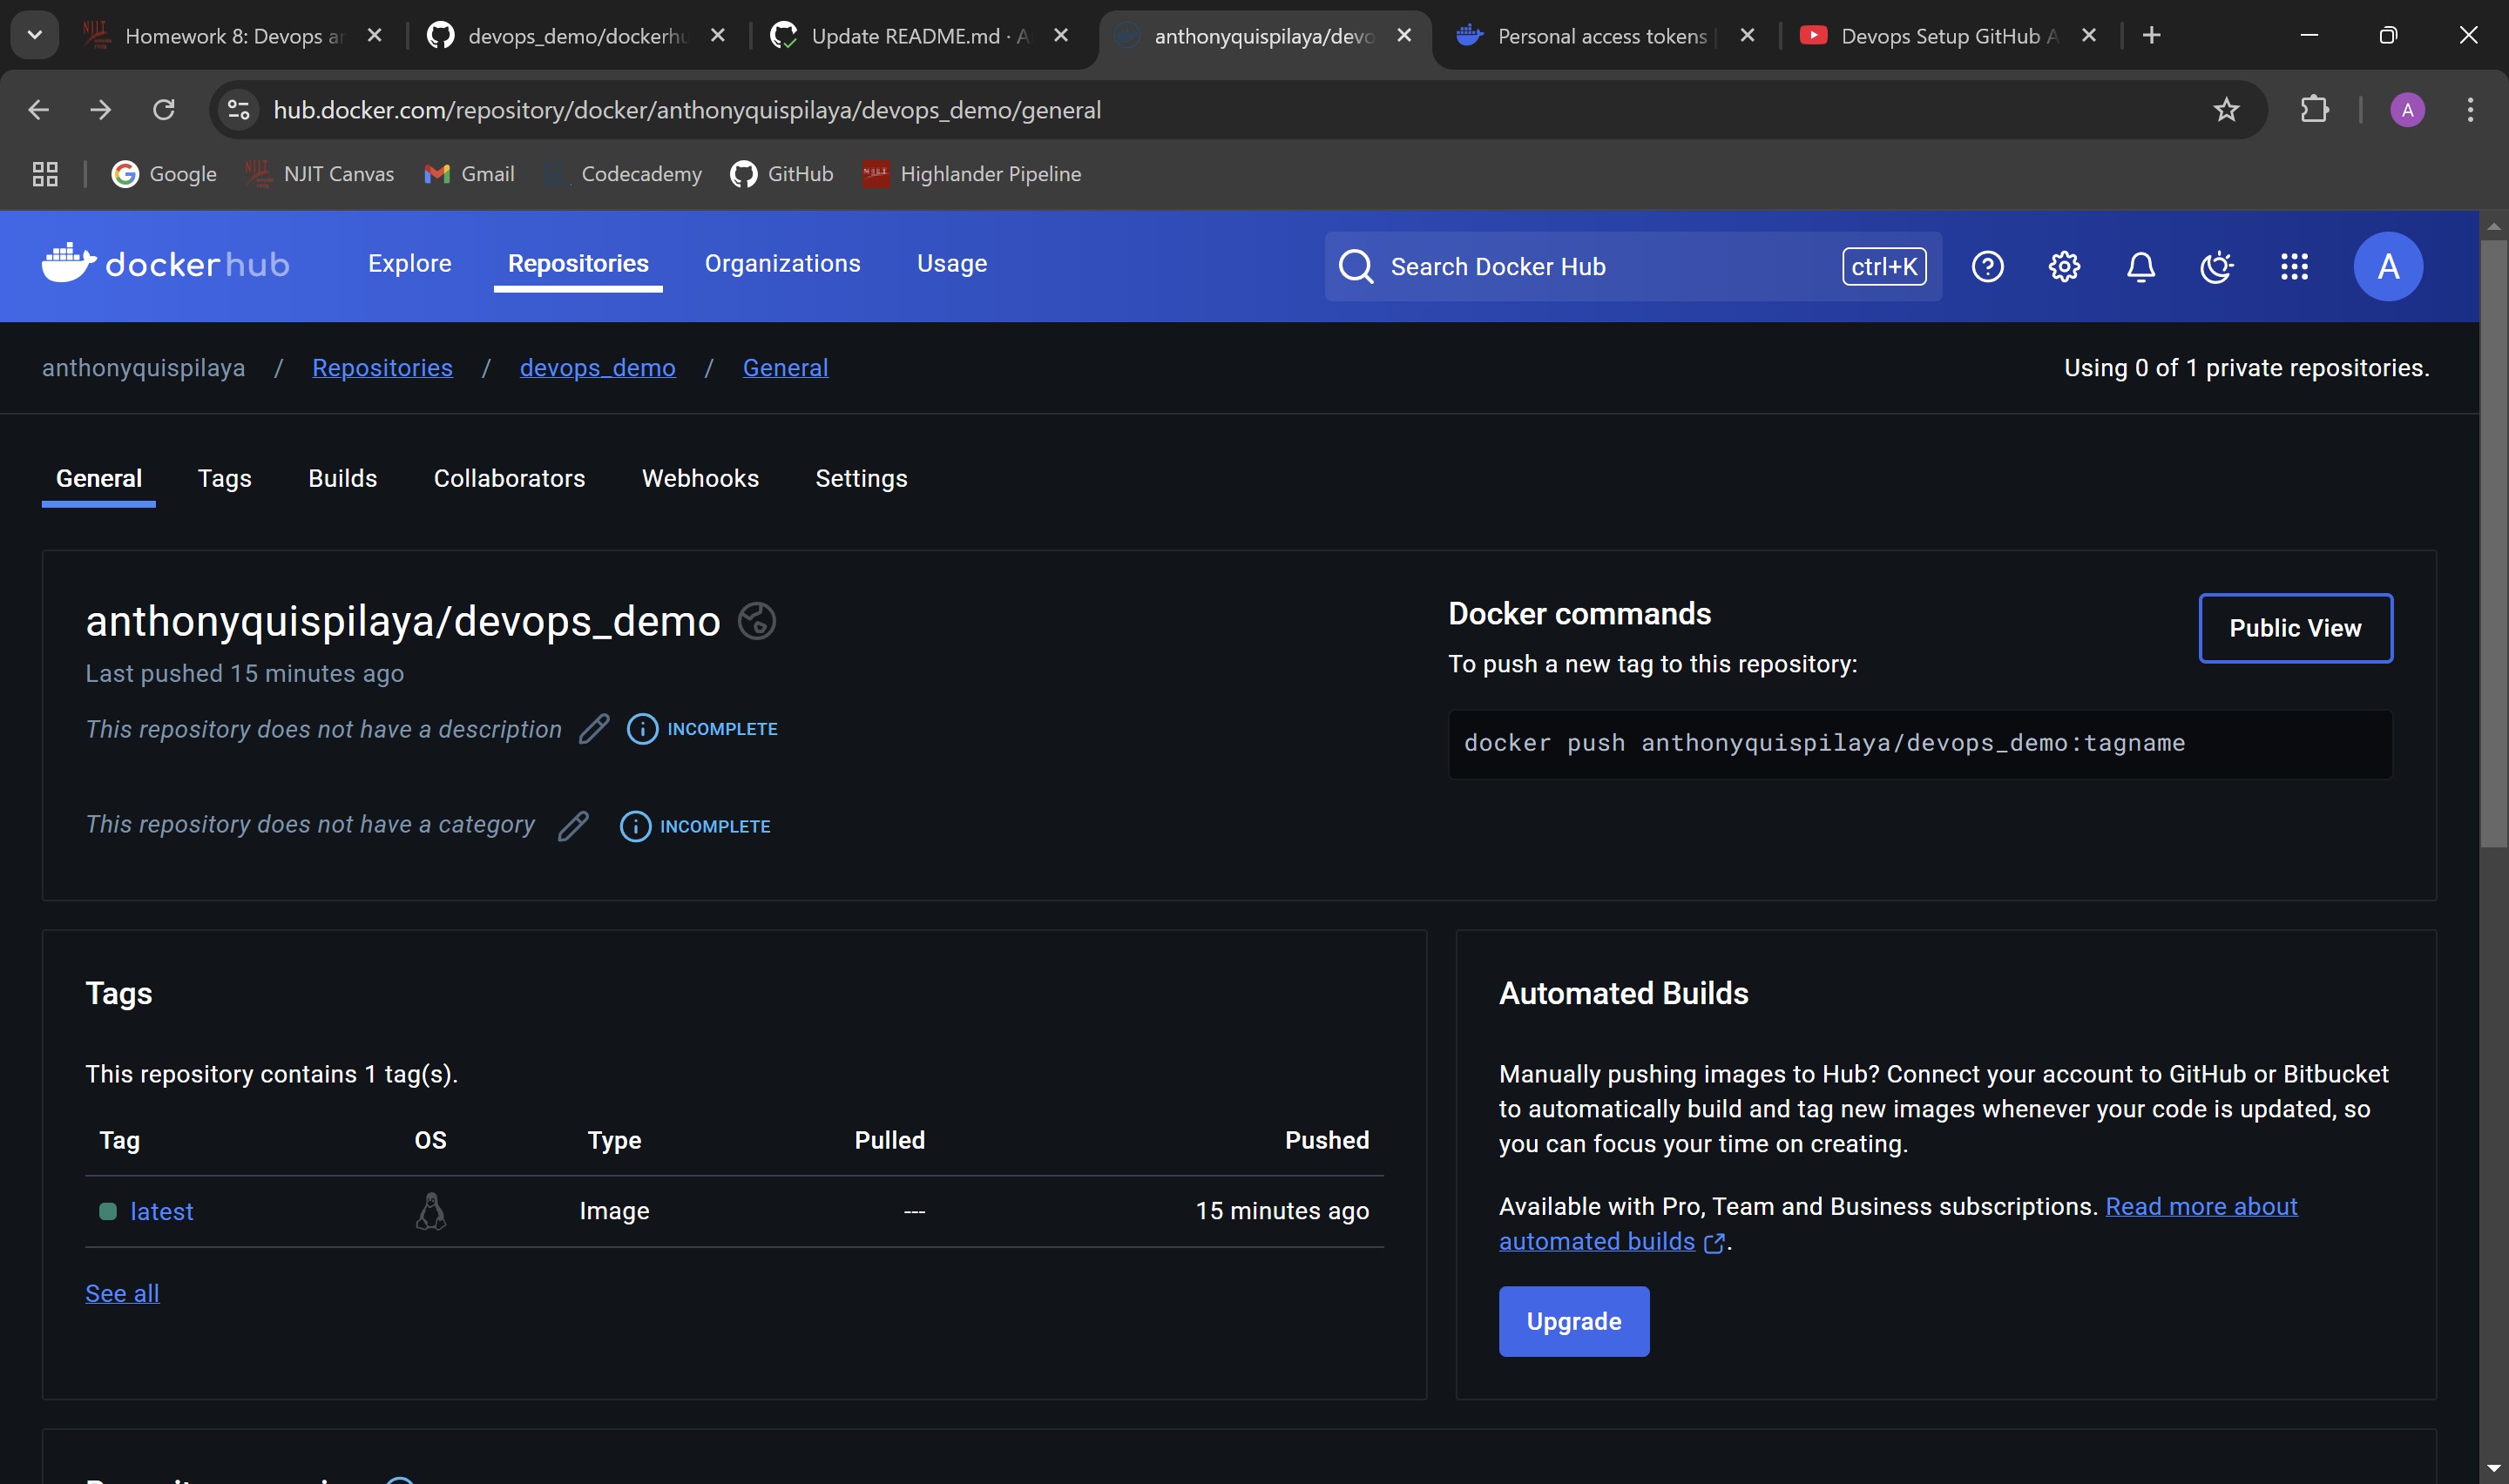 Homework 8: Devops ar
devops_demo/dockerhu
Update README.md · A
anthonyquispilaya/devo
Personal access tokens
Devops Setup GitHub A
hub.docker.com/repository/docker/anthonyquispilaya/devops_demo/general
A
Google
NJIT Canvas
Gmail
Codecademy
GitHub
Highlander Pipeline
dockerhub
Explore
Repositories
Organizations
Usage
Search Docker Hub
ctrl+K
A
anthonyquispilaya / Repositories / devops_demo / General
Using 0 of 1 private repositories.
General
Tags
Builds
Collaborators
Webhooks
Settings
anthonyquispilaya/devops_demo
Last pushed 15 minutes ago
This repository does not have a description
INCOMPLETE
This repository does not have a category
INCOMPLETE
Docker commands
Public View
To push a new tag to this repository:
docker push anthonyquispilaya/devops_demo:tagname
Tags
This repository contains 1 tag(s).
Tag OS Type Pulled Pushed
latest Image --- 15 minutes ago
See all
Automated Builds
Manually pushing images to Hub? Connect your account to GitHub or Bitbucket
to automatically build and tag new images whenever your code is updated, so
you can focus your time on creating.
Available with Pro, Team and Business subscriptions. Read more about
automated builds.
Upgrade